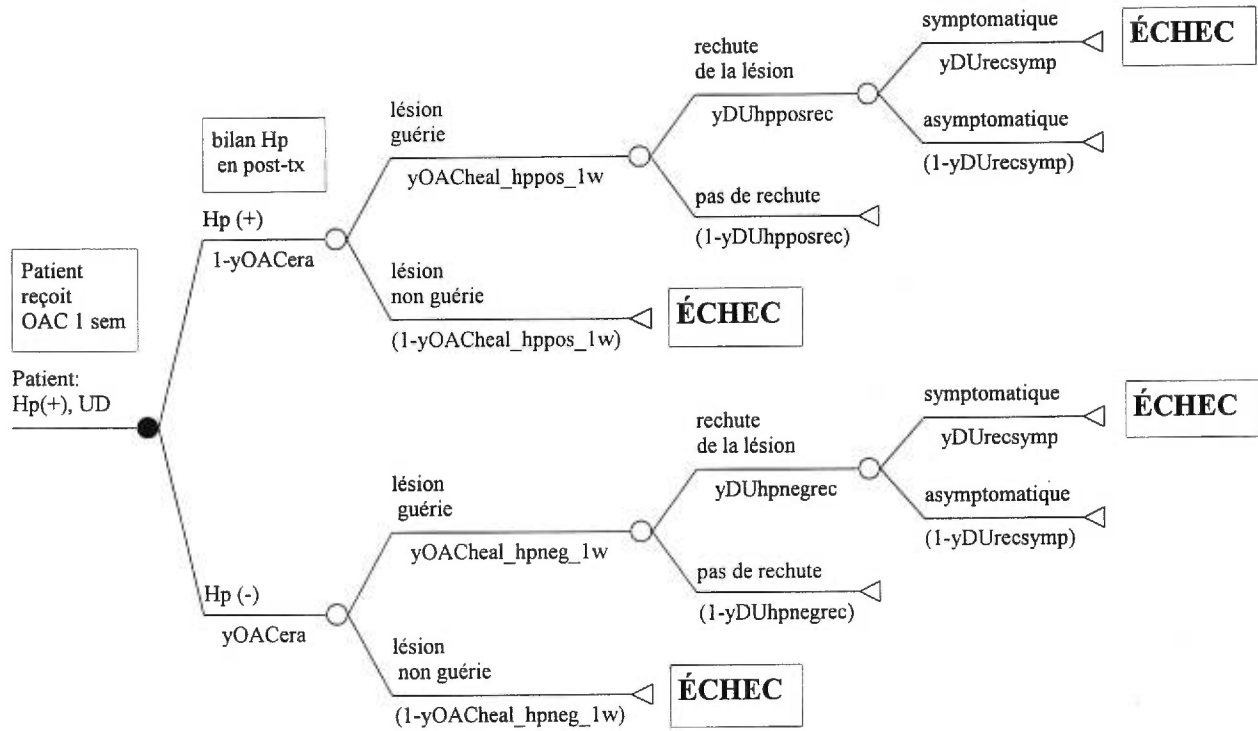 symptomatique
ÉCHEC
yDUrecsymp
rechute
de la lésion
yDUhpposrec
asymptomatique
(1-yDUrecsymp)
lésion
guérie
yOACheal_hppos_1w
pas de rechute
(1-yDUhpposrec)
bilan Hp
en post-tx
Hp (+)
1-yOACera
lésion
non guérie
ÉCHEC
(1-yOACheal_hppos_1w)
Patient
reçoit
OAC 1 sem
Patient:
Hp(+), UD
symptomatique
ÉCHEC
yDUrecsymp
rechute
de la lésion
yDUhpnegrec
asymptomatique
(1-yDUrecsymp)
lésion
guérie
yOACheal_hpneg_1w
pas de rechute
(1-yDUhpnegrec)
Hp (-)
yOACera
lésion
non guérie
ÉCHEC
(1-yOACheal_hpneg_1w)